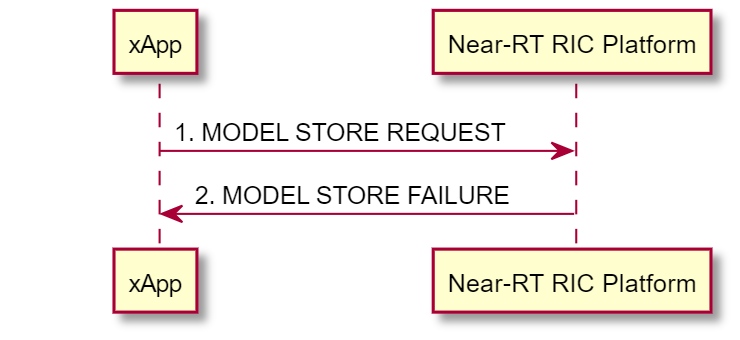 xApp
Near-RT RIC Platform
1. MODEL STORE REQUEST
2. MODEL STORE FAILURE
xApp
Near-RT RIC Platform